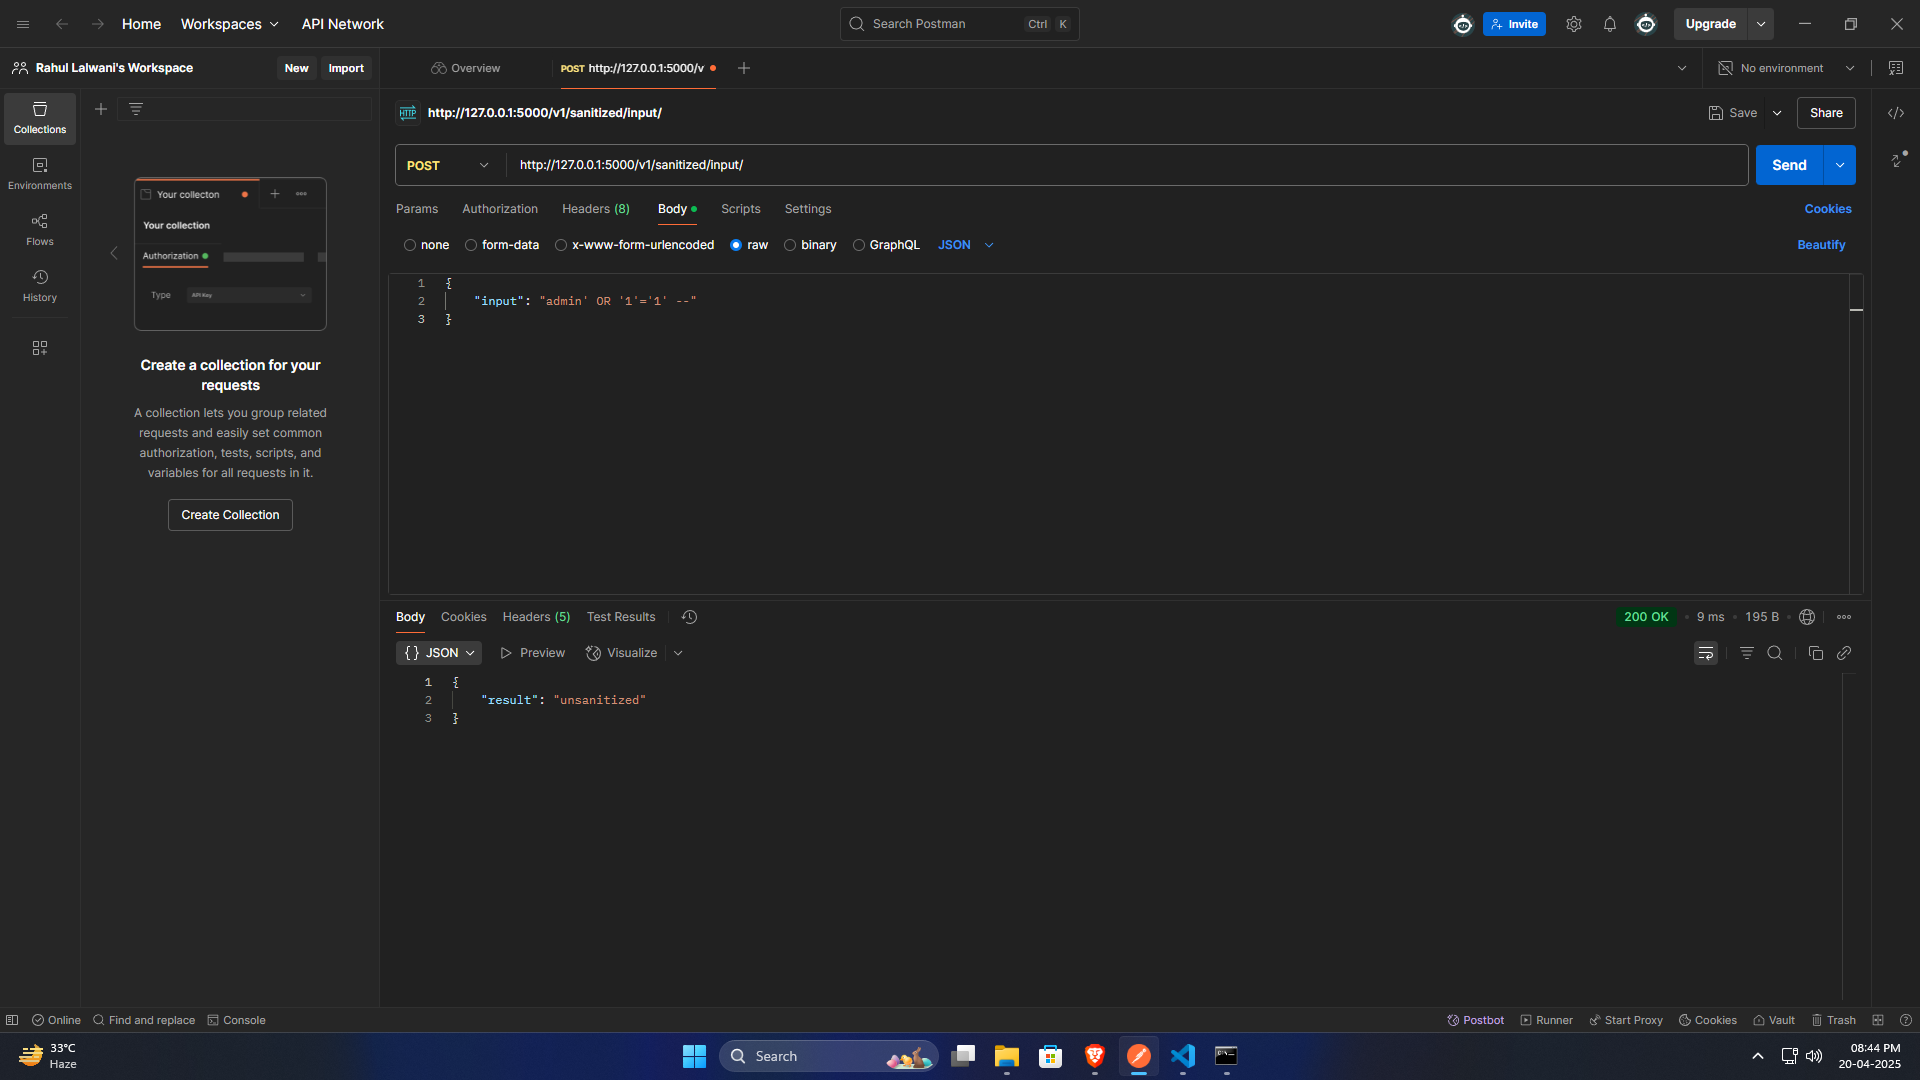 Home
Workspaces
API Network
Search Postman
Ctrl
K
Invite
Upgrade
Rahul Lalwani's Workspace
New
Import
Overview
POST http://127.0.0.1:5000/v
No environment
Collections
Environments
Flows
History
Your collecton
Your collection
Authorization
Type
API Key
Create a collection for your
requests
A collection lets you group related
requests and easily set common
authorization, tests, scripts, and
variables for all requests in it.
Create Collection
HTTP
http://127.0.0.1:5000/v1/sanitized/input/
Save
Share
POST
http://127.0.0.1:5000/v1/sanitized/input/
Send
Params
Authorization
Headers (8)
Body
Scripts
Settings
Cookies
none
form-data
x-www-form-urlencoded
raw
binary
GraphQL
JSON
Beautify
1 {
2 "input": "admin' OR '1'='1' --"
3 }
Body
Cookies
Headers (5)
Test Results
200 OK
9 ms
195 B
{} JSON
Preview
Visualize
1 {
2 "result": "unsanitized"
3 }
Online
Find and replace
Console
Postbot
Runner
Start Proxy
Cookies
Vault
Trash
33°C
Haze
Search
08:44 PM
20-04-2025